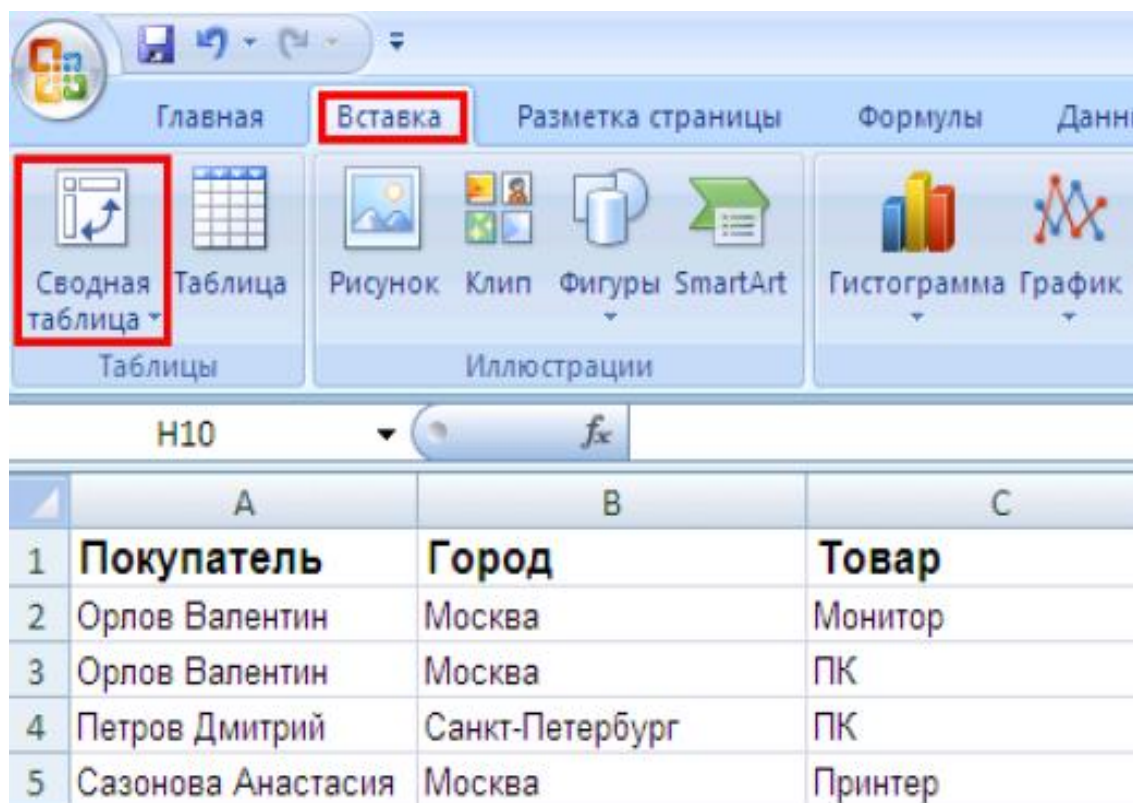 Главная Вставка Разметка страницы Формулы
Сводная Таблица Рисунок Клип Фигуры SmartArt Гистограмма График
таблица
Таблицы Иллюстрации
H10 fx
A B C
1 Покупатель Город Товар
2 Орлов Валентин Москва Монитор
3 Орлов Валентин Москва ПК
4 Петров Дмитрий Санкт-Петербург ПК
5 Сазонова Анастасия Москва Принтер